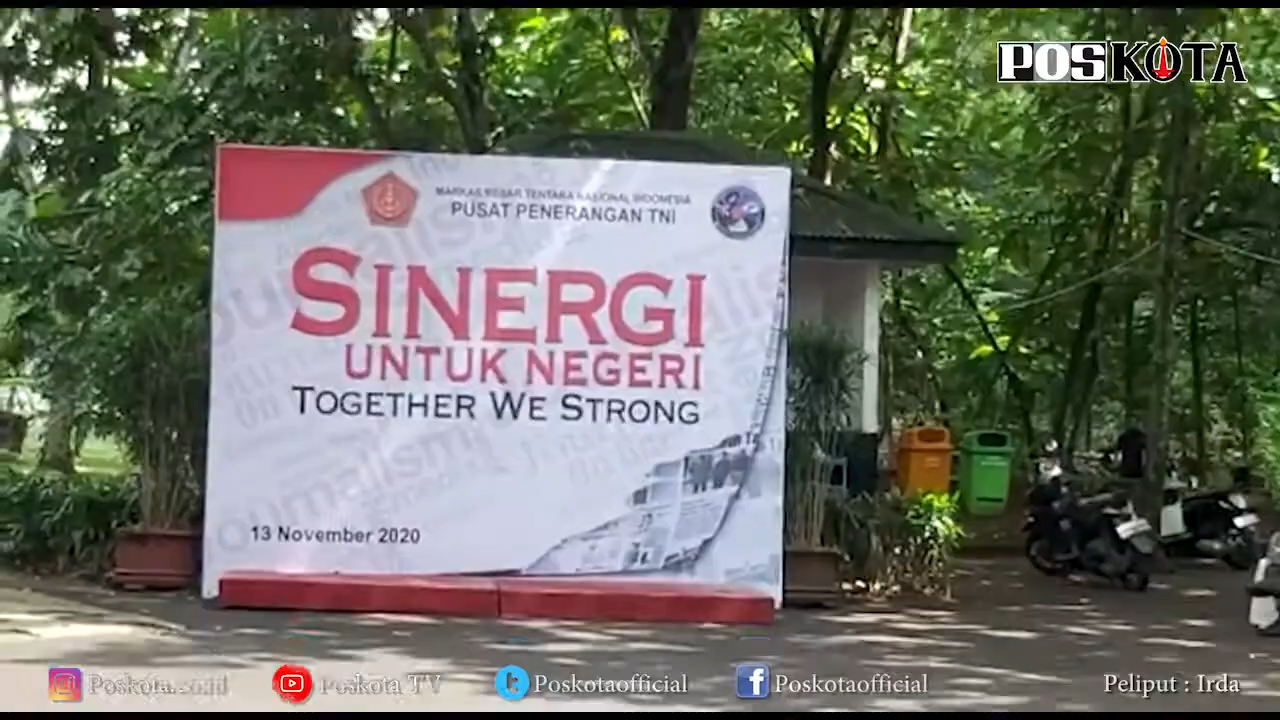 POSKOTA
MARKAS BESAR TENTARA NASIONAL INDONESIA
PUSAT PENERANGAN TNI
SINERGI
UNTUK NEGERI
TOGETHER WE STRONG
13 November 2020
Poskota TV
Poskotaofficial
Poskotaofficial
Peliput : Irda